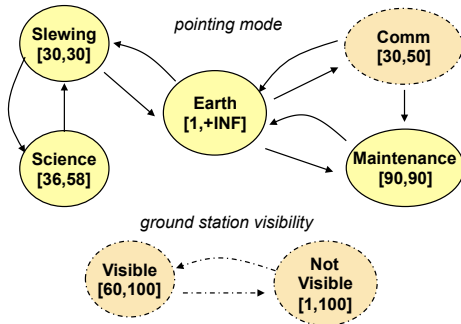 pointing mode
Slewing
[30,30]
Comm
[30,50]
Earth
[1,+INF]
Science
[36,58]
Maintenance
[90,90]
ground station visibility
Visible
[60,100]
Not
Visible
[1,100]